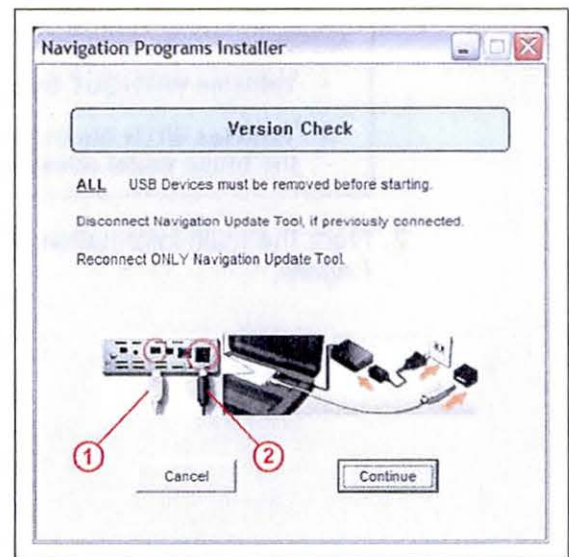 Navigation Programs Installer
Version Check
ALL USB Devices must be removed before starting.
Disconnect Navigation Update Tool, if previously connected.
Reconnect ONLY Navigation Update Tool.
1
2
Cancel
Continue